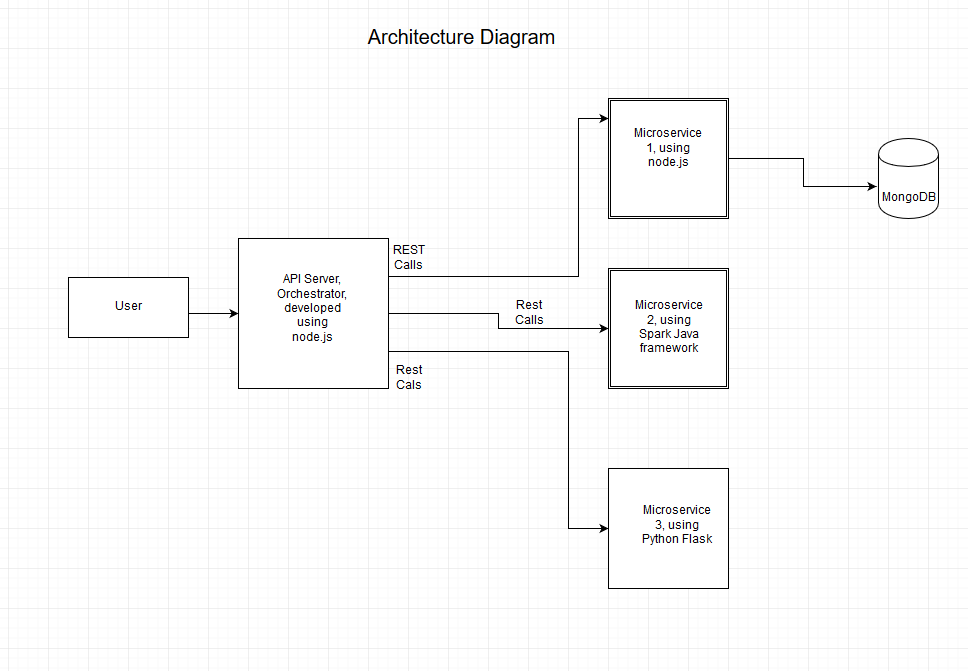 Architecture Diagram
Microservice
1, using
node.js
MongoDB
REST
Calls
API Server,
Orchestrator,
developed
using
node.js
User
Rest
Calls
Microservice
2, using
Spark Java
framework
Rest
Cals
Microservice
3, using
Python Flask